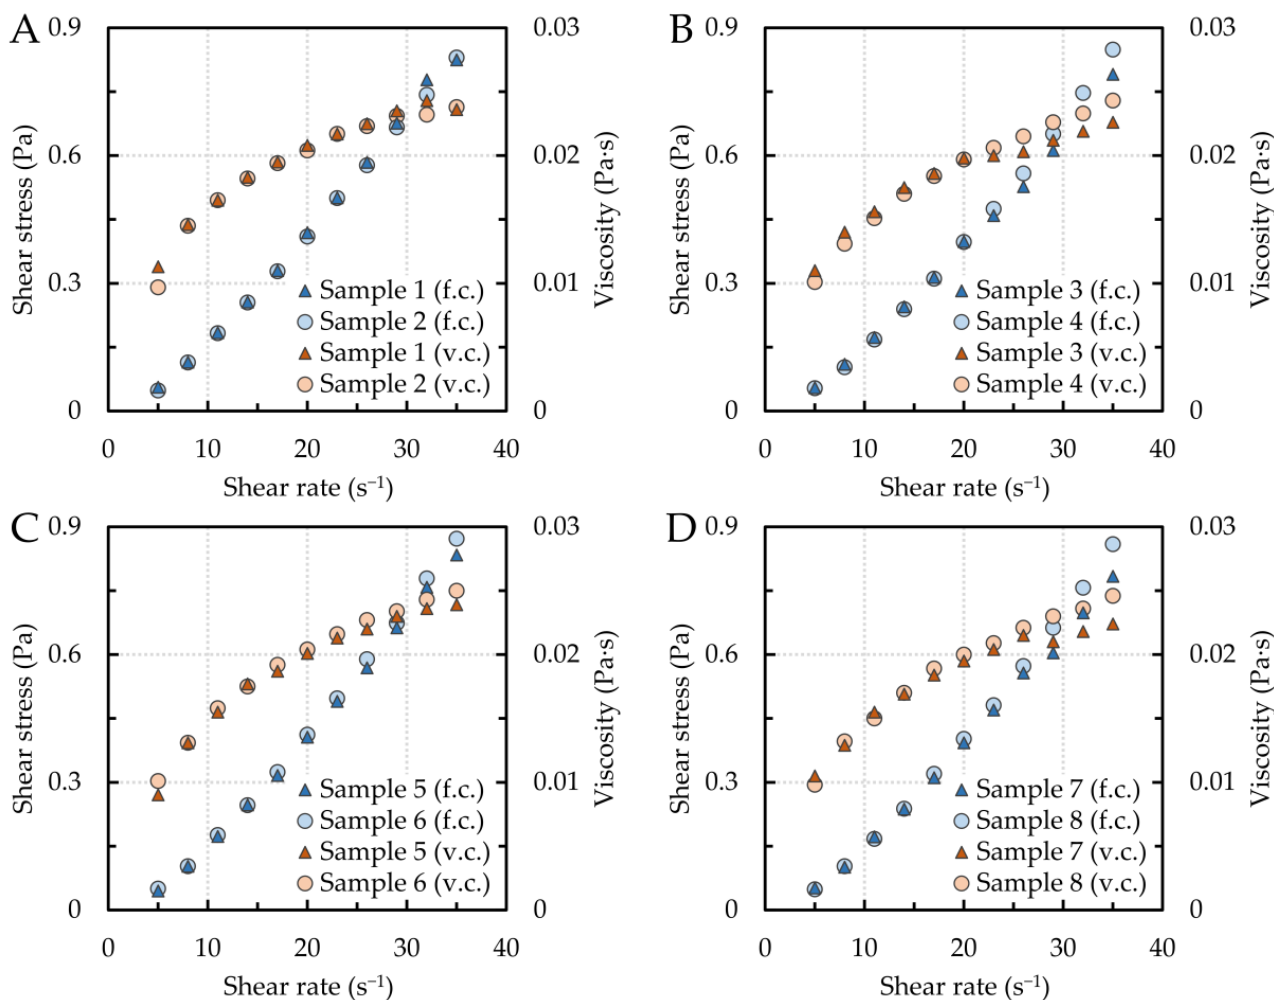 A
B
0.9
0.6
0.3
0
Shear stress (Pa)
0.03
0.02
0.01
0
Viscosity (Pa·s)
Sample 1 (f.c.)
Sample 2 (f.c.)
Sample 1 (v.c.)
Sample 2 (v.c.)
0 10 20 30 40
Shear rate (s⁻¹)
0.9
0.6
0.3
0
Shear stress (Pa)
0.03
0.02
0.01
0
Viscosity (Pa·s)
Sample 3 (f.c.)
Sample 4 (f.c.)
Sample 3 (v.c.)
Sample 4 (v.c.)
0 10 20 30 40
Shear rate (s⁻¹)
C
D
0.9
0.6
0.3
0
Shear stress (Pa)
0.03
0.02
0.01
0
Viscosity (Pa·s)
Sample 5 (f.c.)
Sample 6 (f.c.)
Sample 5 (v.c.)
Sample 6 (v.c.)
0 10 20 30 40
Shear rate (s⁻¹)
0.9
0.6
0.3
0
Shear stress (Pa)
0.03
0.02
0.01
0
Viscosity (Pa·s)
Sample 7 (f.c.)
Sample 8 (f.c.)
Sample 7 (v.c.)
Sample 8 (v.c.)
0 10 20 30 40
Shear rate (s⁻¹)